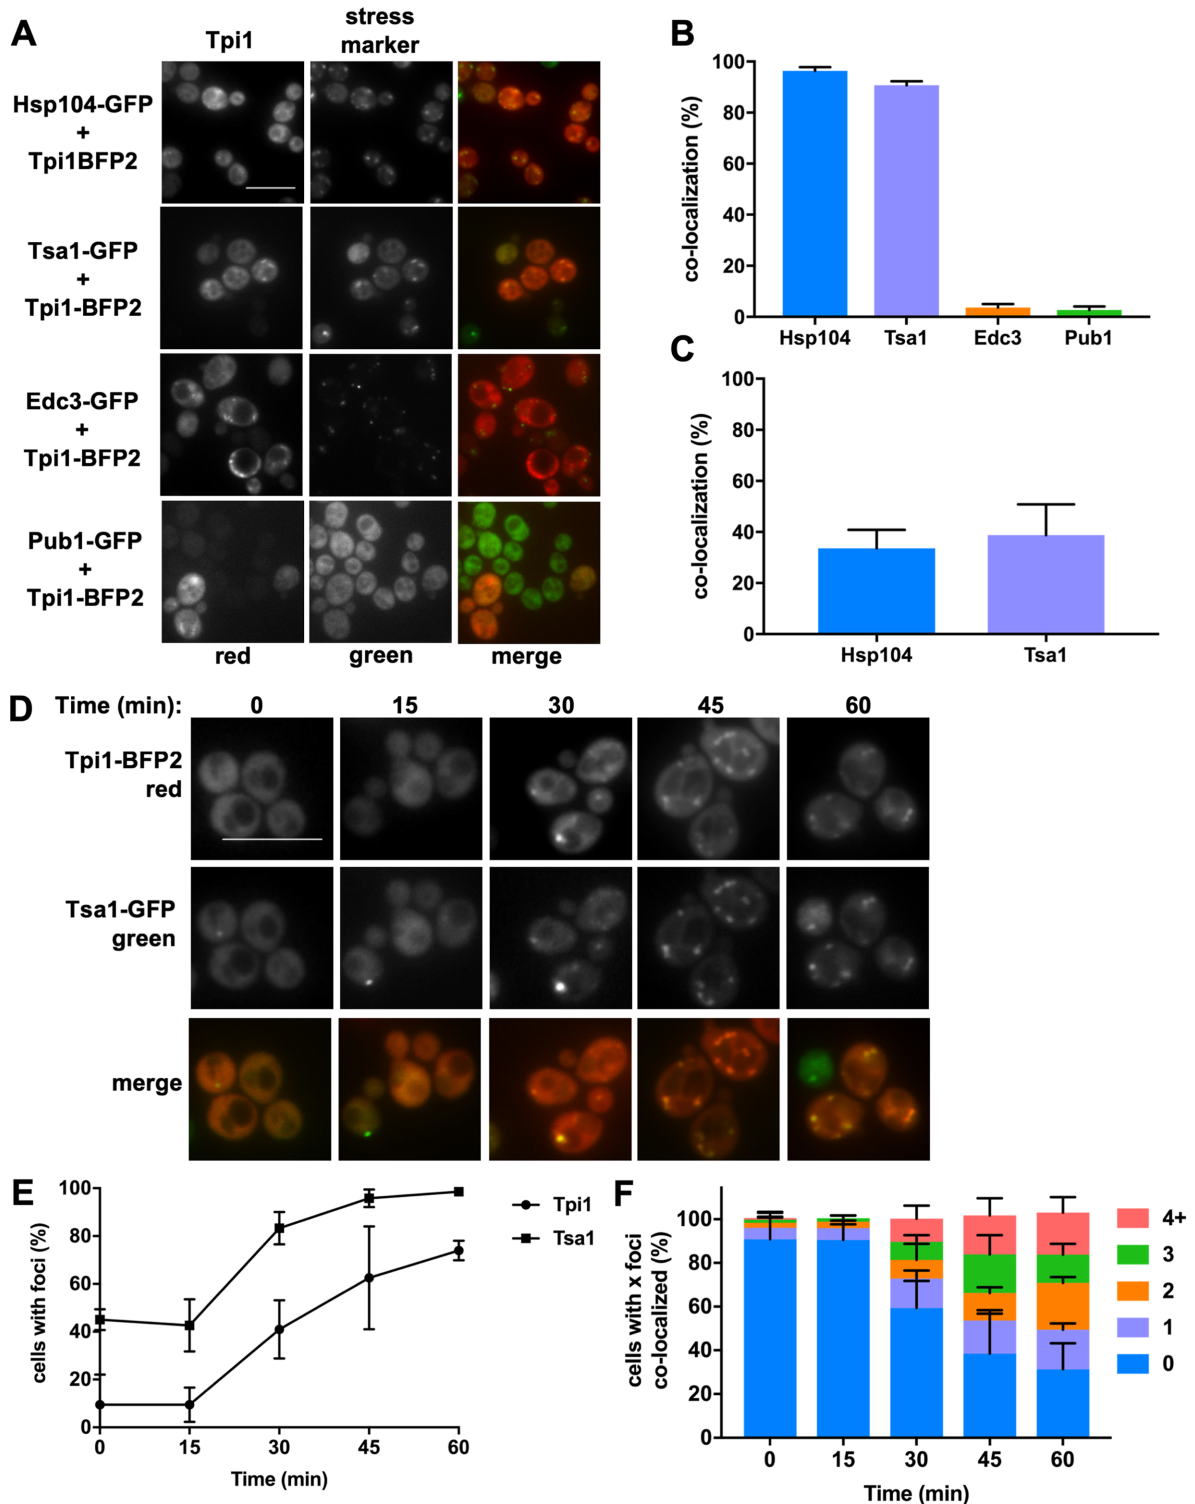 A
Tpi1
stress
marker
Hsp104-GFP
+
Tpi1BFP2
Tsa1-GFP
+
Tpi1-BFP2
Edc3-GFP
+
Tpi1-BFP2
Pub1-GFP
+
Tpi1-BFP2
red green merge
B
co-localization (%)
100
80
60
40
20
0
Hsp104 Tsa1 Edc3 Pub1
C
co-localization (%)
100
80
60
40
20
0
Hsp104 Tsa1
D Time (min): 0 15 30 45 60
Tpi1-BFP2
red
Tsa1-GFP
green
merge
E
cells with foci (%)
100
80
60
40
20
0
0 15 30 45 60
Time (min)
Tpi1
Tsa1
F
cells with x foci
co-localized (%)
100
80
60
40
20
0
0 15 30 45 60
Time (min)
4+
3
2
1
0